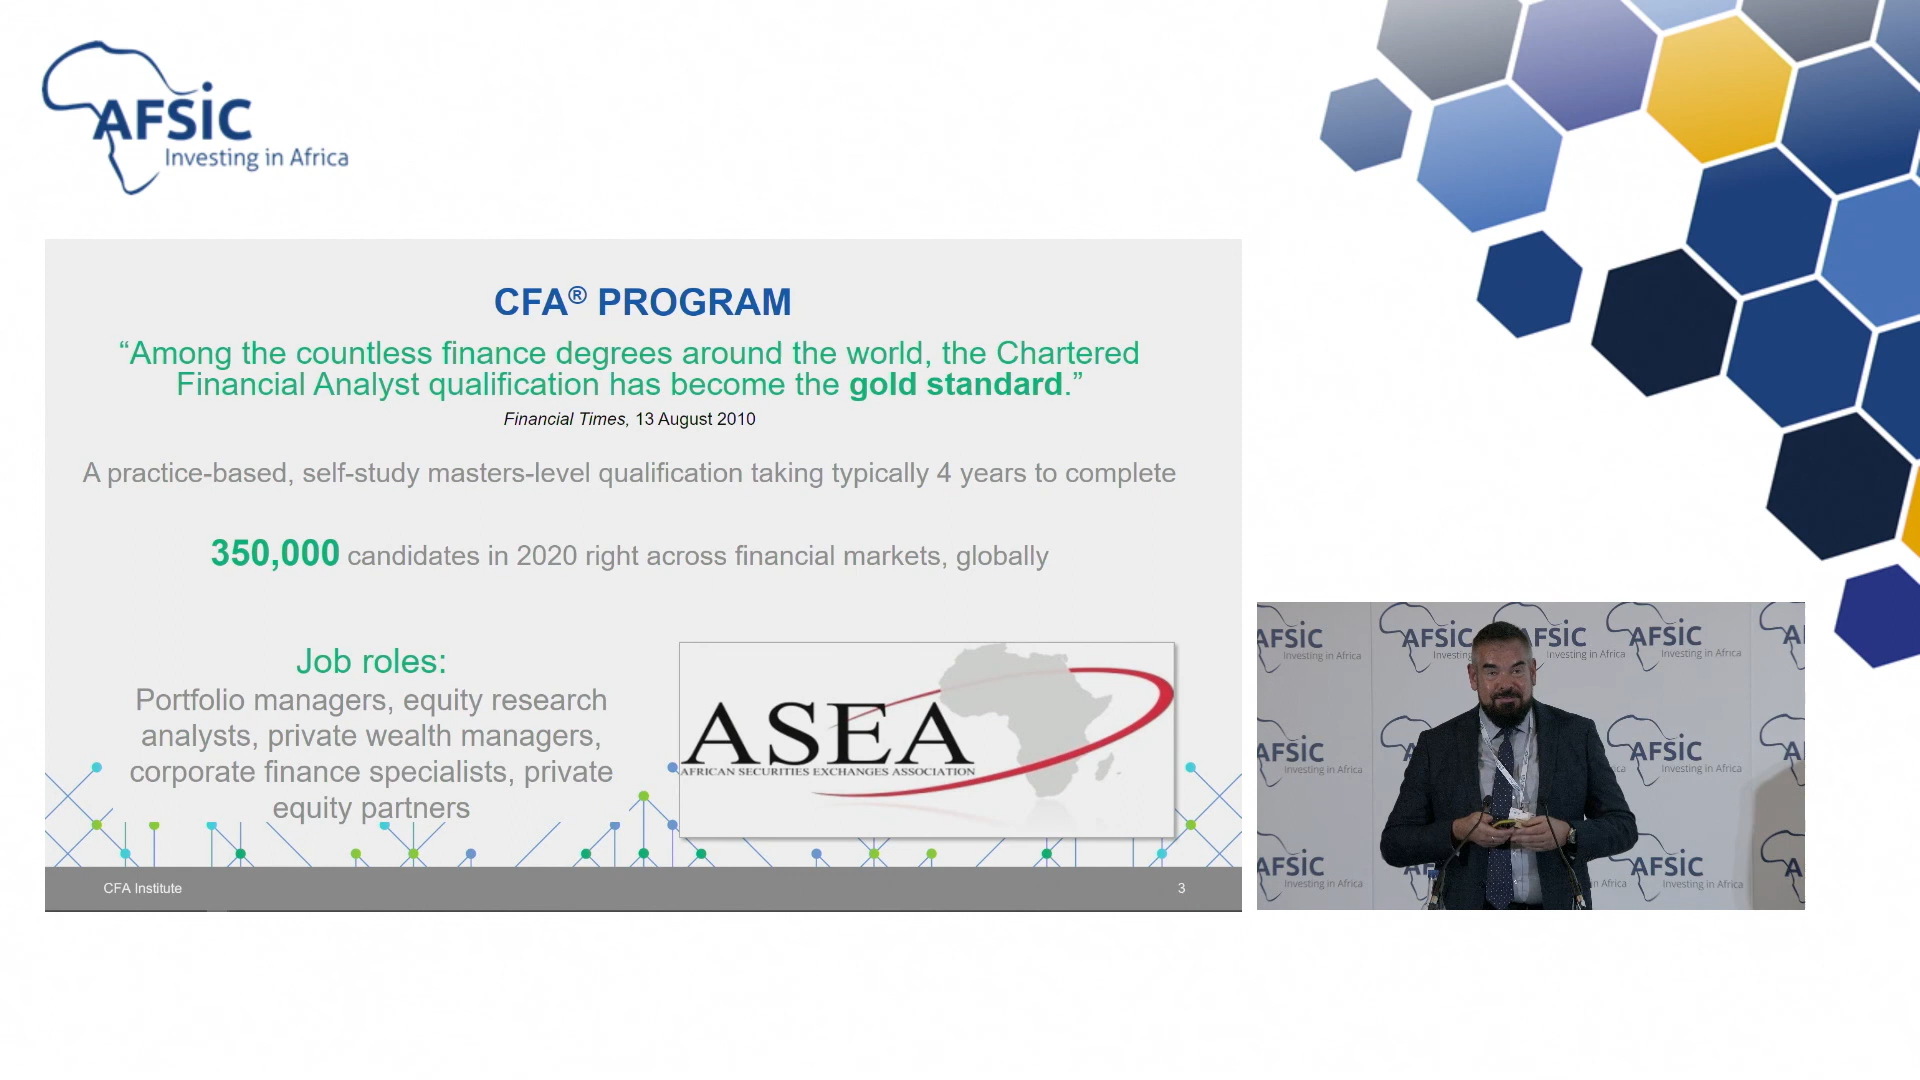 AFSIC
Investing in Africa
CFA® PROGRAM
“Among the countless finance degrees around the world, the Chartered
Financial Analyst qualification has become the gold standard.”
Financial Times, 13 August 2010
A practice-based, self-study masters-level qualification taking typically 4 years to complete
350,000 candidates in 2020 right across financial markets, globally
Job roles:
Portfolio managers, equity research
analysts, private wealth managers,
corporate finance specialists, private
equity partners
ASEA
AFRICAN SECURITIES EXCHANGES ASSOCIATION
CFA Institute
3
AFSIC AFSIC AFSIC AFSIC
Investing in Africa Investing Investing in Africa Investing in Africa
AFSIC AFSIC
Investing in Africa Investing in Africa
AFSIC AFSIC
Investing in Africa in Africa Investing in Africa